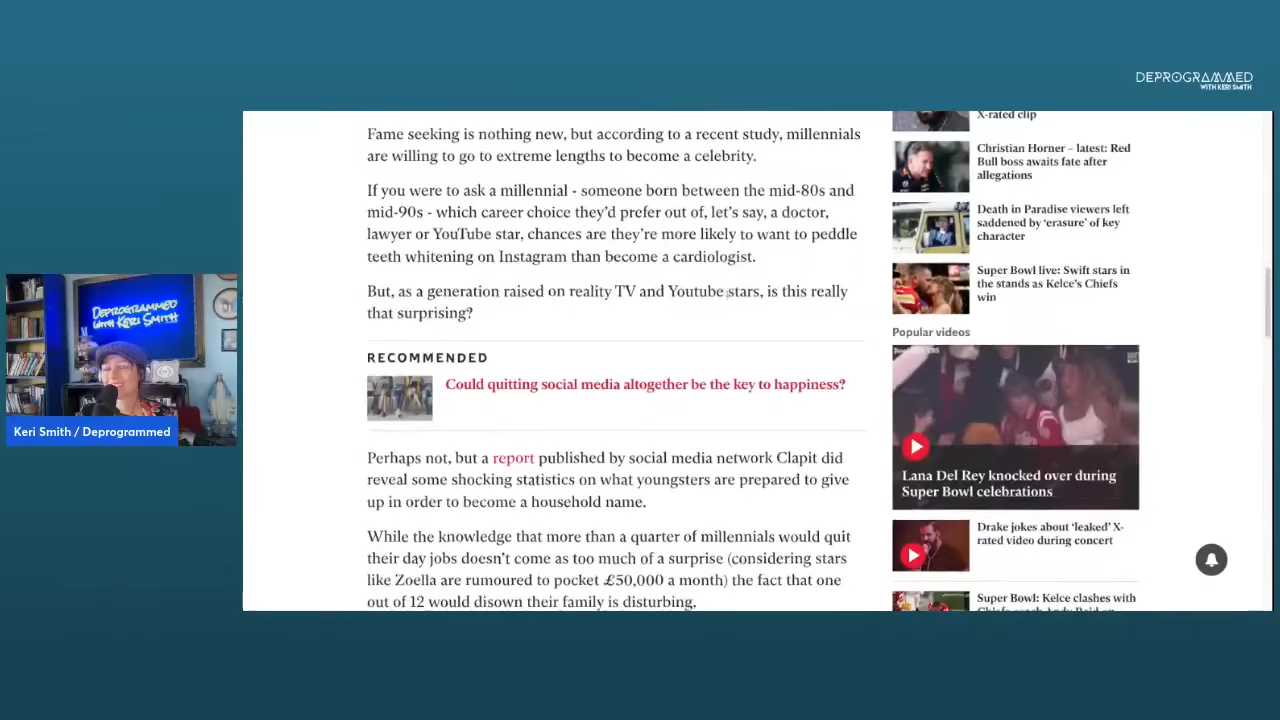 DEPROGRAMMED
WITH KERI SMITH
Fame seeking is nothing new, but according to a recent study, millennials
are willing to go to extreme lengths to become a celebrity.
If you were to ask a millennial - someone born between the mid-80s and
mid-90s - which career choice they’d prefer out of, let’s say, a doctor,
lawyer or YouTube star, chances are they’re more likely to want to peddle
teeth whitening on Instagram than become a cardiologist.
But, as a generation raised on reality TV and Youtube stars, is this really
that surprising?
RECOMMENDED
Could quitting social media altogether be the key to happiness?
Perhaps not, but a report published by social media network Clapit did
reveal some shocking statistics on what youngsters are prepared to give
up in order to become a household name.
While the knowledge that more than a quarter of millennials would quit
their day jobs doesn’t come as too much of a surprise (considering stars
like Zoella are rumoured to pocket £50,000 a month) the fact that one
out of 12 would disown their family is disturbing.
X-rated clip
Christian Horner – latest: Red
Bull boss awaits fate after
allegations
Death in Paradise viewers left
saddened by ‘erasure’ of key
character
Super Bowl live: Swift stars in
the stands as Kelce’s Chiefs
win
Popular videos
Lana Del Rey knocked over during
Super Bowl celebrations
Drake jokes about ‘leaked’ X-
rated video during concert
Super Bowl: Kelce clashes with
Chiefs coach Andy Reid on
DEPROGRAMMED
WITH KERI SMITH
Keri Smith / Deprogrammed